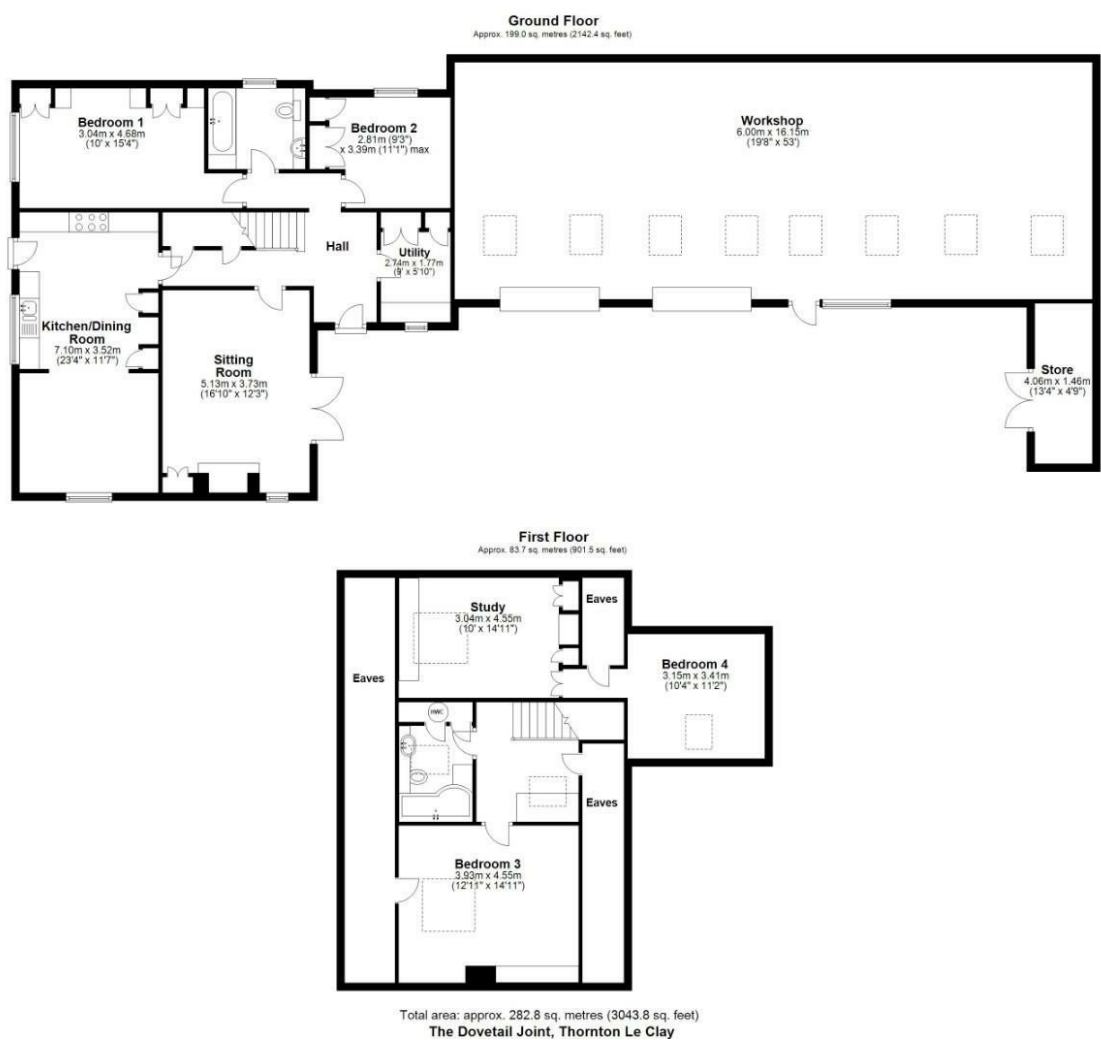 Ground Floor
Approx. 199.0 sq. metres (2142.4 sq. feet)
Bedroom 1
3.04m x 4.68m
(10' x 15'4")
Bedroom 2
2.81m (9'3")
x 3.39m (11'1") max
Workshop
6.00m x 16.15m
(19'8" x 53')
Hall
Utility
2.74m x 1.77m
(9' x 5'10")
Kitchen/Dining
Room
7.10m x 3.52m
(23'4" x 11'7")
Sitting
Room
5.13m x 3.73m
(16'10" x 12'3")
Store
4.06m x 1.46m
(13'4" x 4'9")
First Floor
Approx. 83.7 sq. metres (901.5 sq. feet)
Study
3.04m x 4.55m
(10' x 14'11")
Eaves
Eaves
Bedroom 4
3.15m x 3.41m
(10'4" x 11'2")
HWC
Eaves
Bedroom 3
3.93m x 4.55m
(12'11" x 14'11")
Total area: approx. 282.8 sq. metres (3043.8 sq. feet)
The Dovetail Joint, Thornton Le Clay